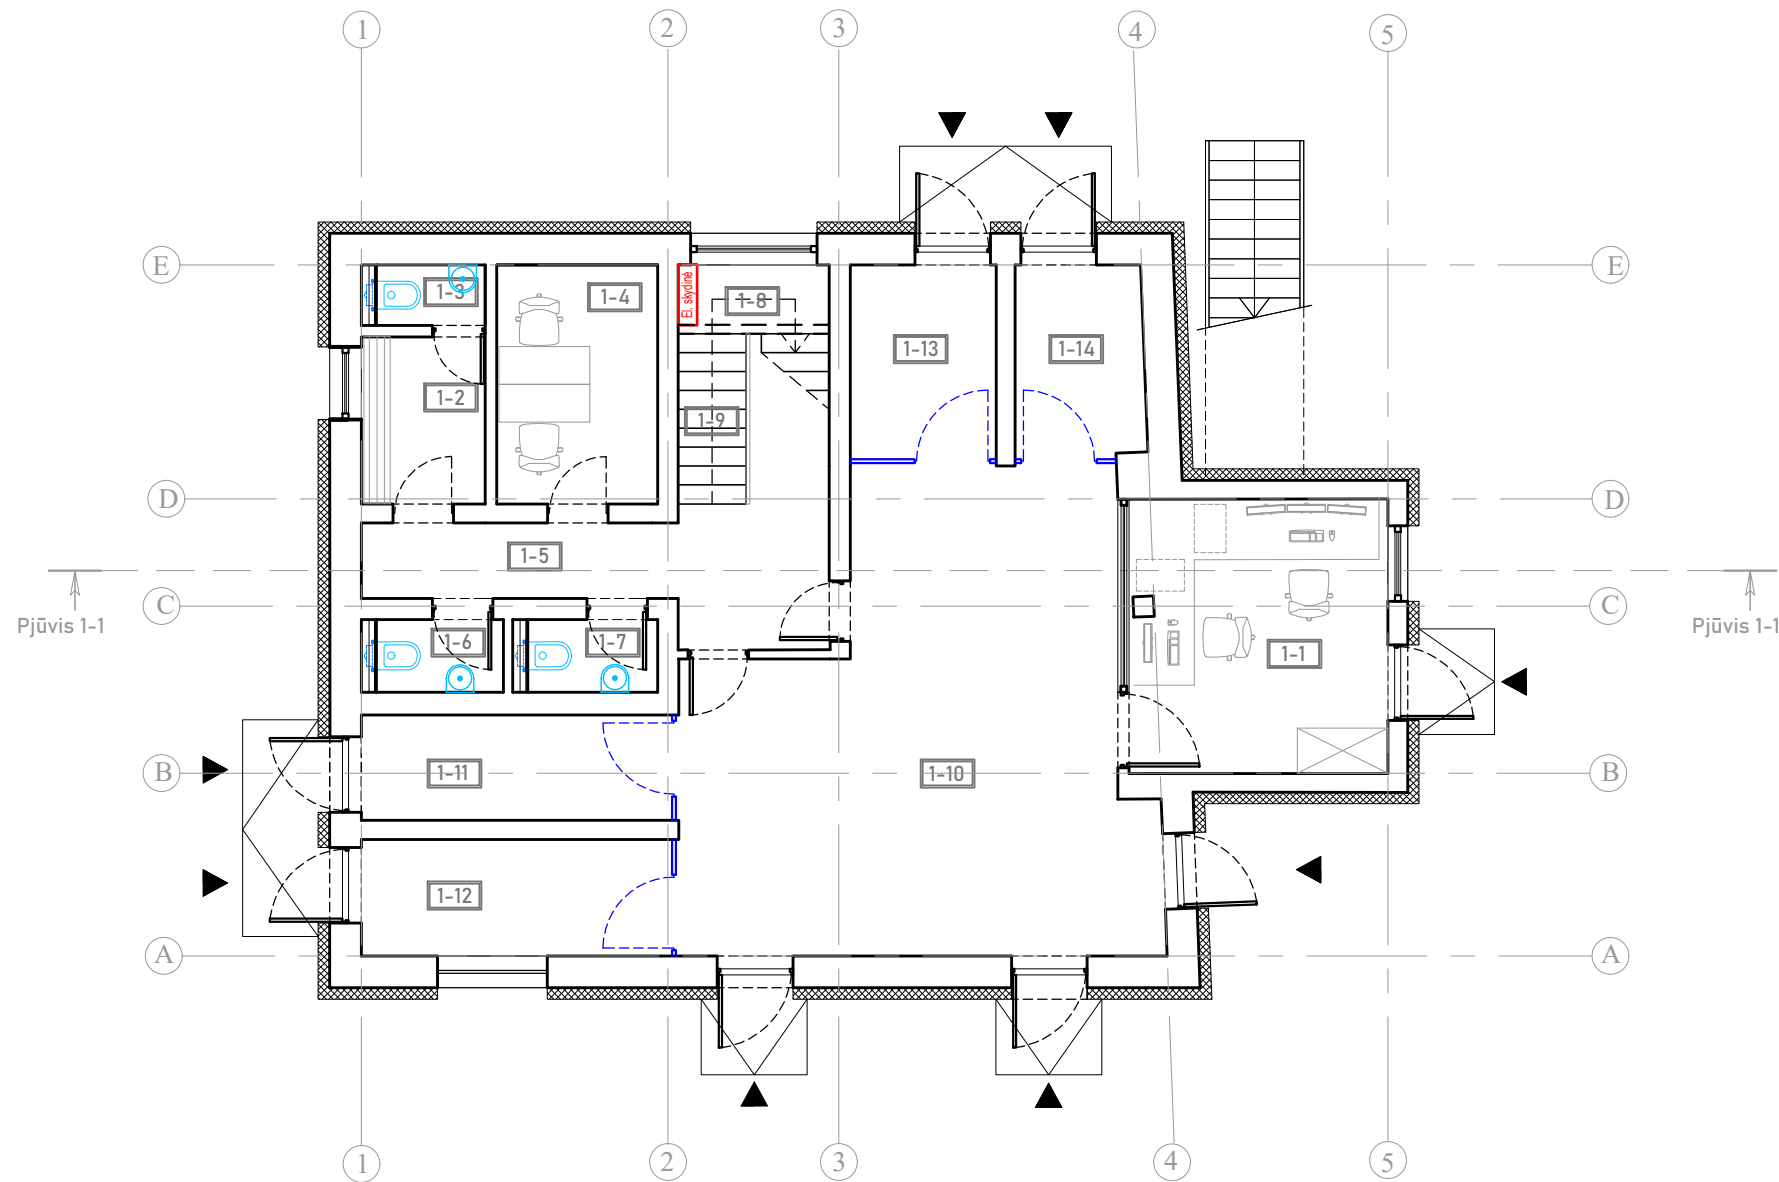 1 2 3 4 5
E E
1-3 1-4 El. skydinė 1-8
1-13 1-14
1-2
1-9
D D
1-5
C C
Pjūvis 1-1 Pjūvis 1-1
1-6 1-7
1-1
B 1-11 1-10 B
1-12
A A
1 2 3 4 5